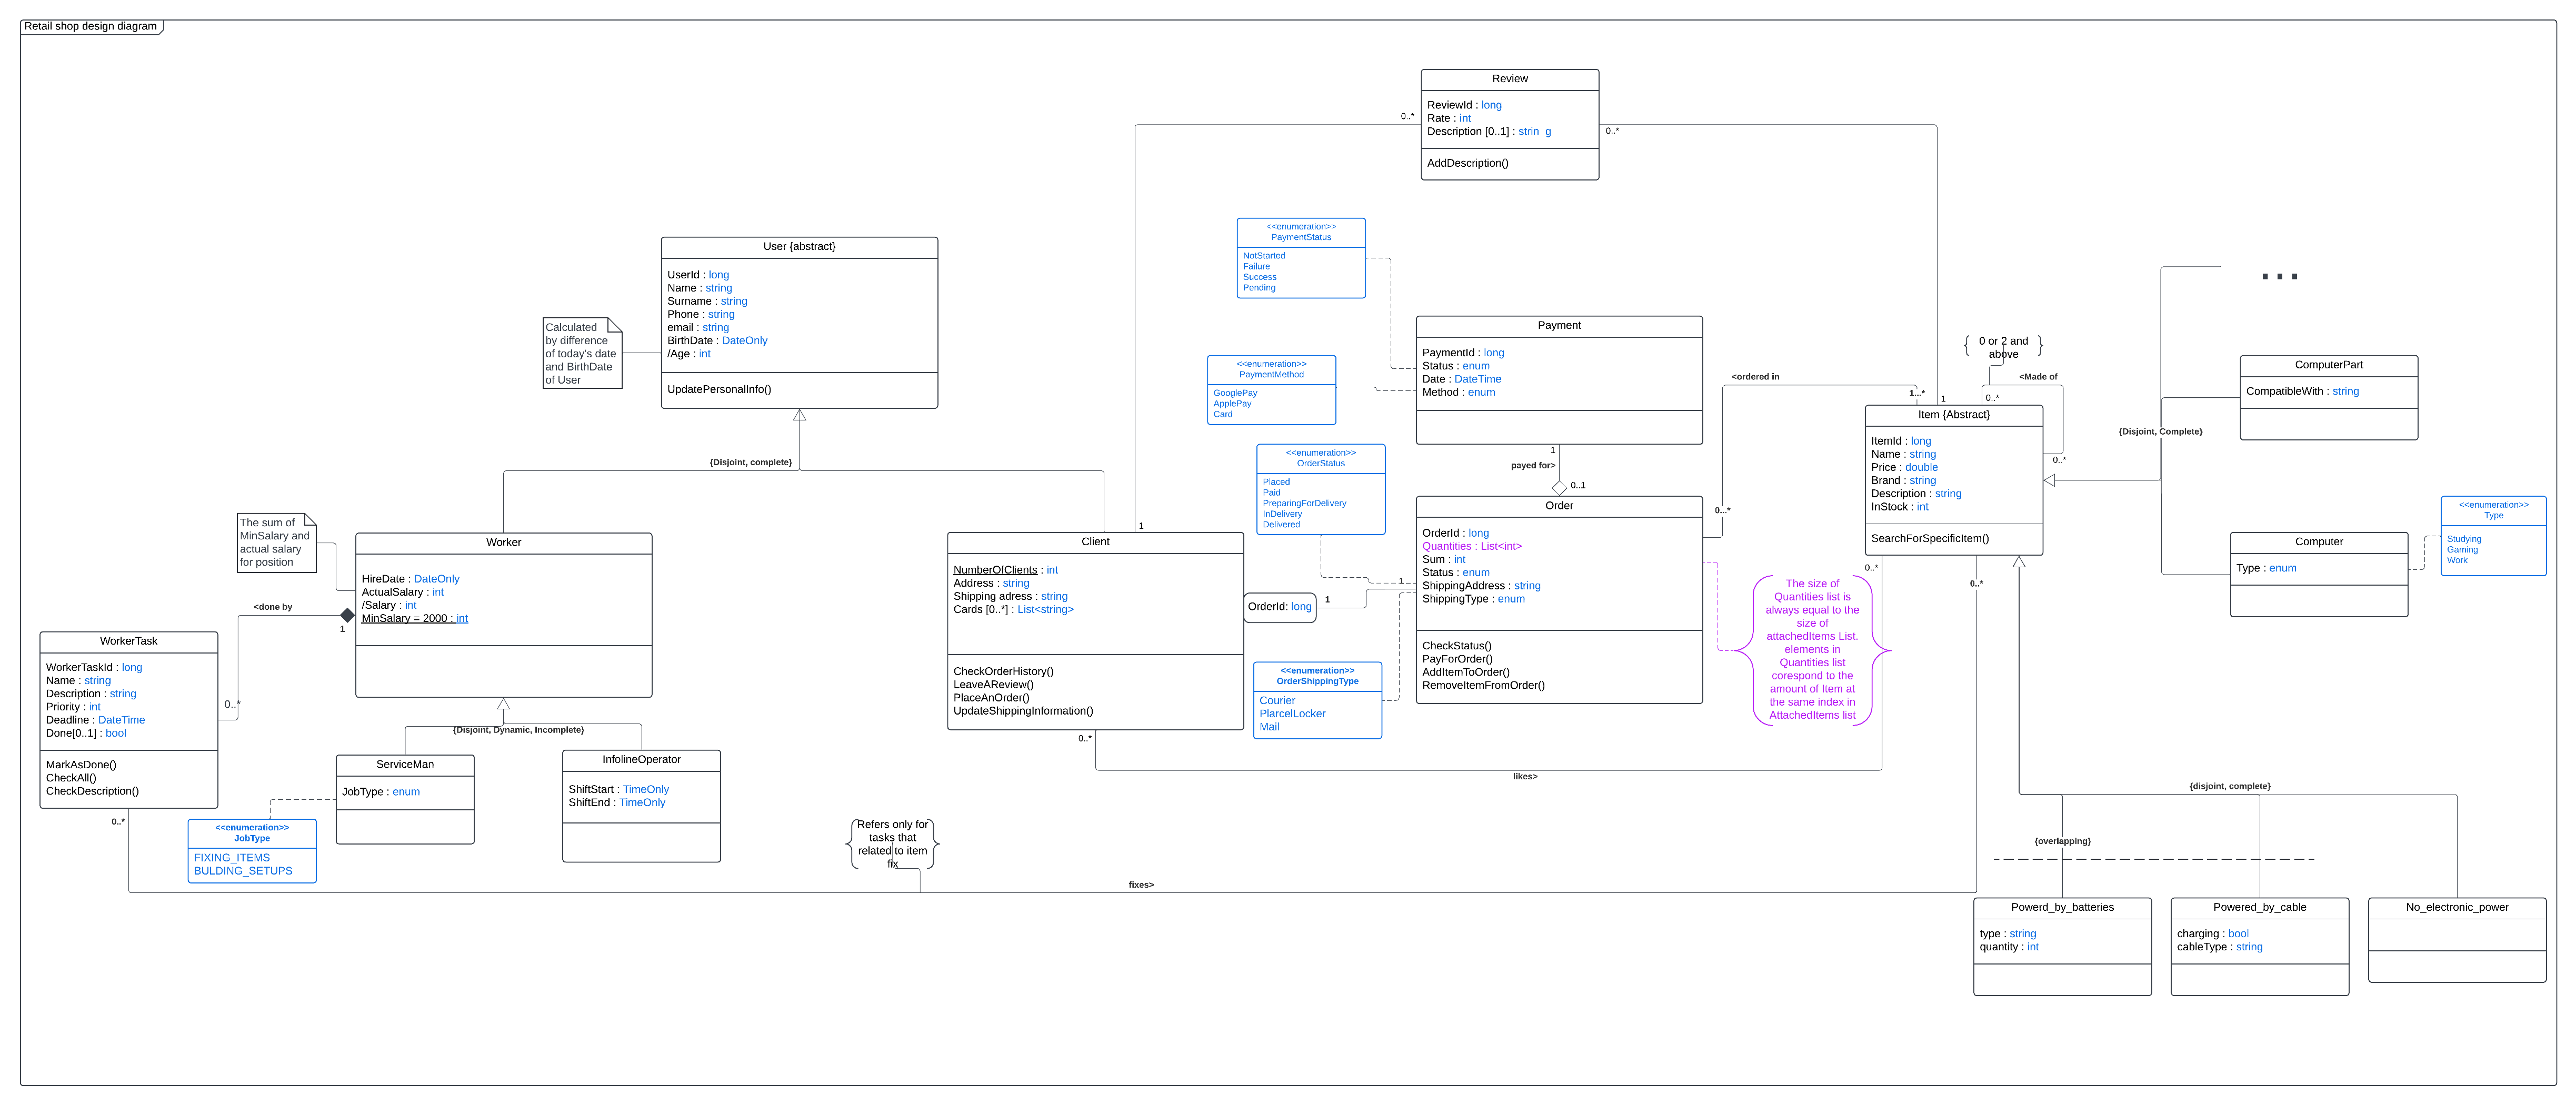 Retail shop design diagram
Review
ReviewId : long
Rate : int
Description [0..1] : strin g
AddDescription()
0..*
0..*
<<enumeration>>
PaymentStatus
NotStarted
Failure
Success
Pending
User {abstract}
UserId : long
Name : string
Surname : string
Phone : string
email : string
BirthDate : DateOnly
/Age : int
UpdatePersonalInfo()
Calculated
by difference
of today's date
and BirthDate
of User
Payment
PaymentId : long
Status : enum
Date : DateTime
Method : enum
<<enumeration>>
PaymentMethod
GooglePay
ApplePay
Card
{ 0 or 2 and }
above
<Made of
0..*
0..*
<ordered in
1...*
1
0...*
ComputerPart
CompatibleWith : string
{Disjoint, Complete}
...
Item {Abstract}
ItemId : long
Name : string
Price : double
Brand : string
Description : string
InStock : int
SearchForSpecificItem()
<<enumeration>>
OrderStatus
Placed
Paid
PreparingForDelivery
InDelivery
Delivered
1
payed for>
0..1
{Disjoint, complete}
Order
OrderId : long
Quantities : List<int>
Sum : int
Status : enum
ShippingAddress : string
ShippingType : enum
CheckStatus()
PayForOrder()
AddItemToOrder()
RemoveItemFromOrder()
<<enumeration>>
Type
Studying
Gaming
Work
Computer
Type : enum
The sum of
MinSalary and
actual salary
for position
Worker
HireDate : DateOnly
ActualSalary : int
/Salary : int
MinSalary = 2000 : int
1
Client
NumberOfClients : int
Address : string
Shipping adress : string
Cards [0..*] : List<string>
CheckOrderHistory()
LeaveAReview()
PlaceAnOrder()
UpdateShippingInformation()
OrderId: long
1
1
0..*
0..*
The size of
Quantities list is
always equal to the
size of
attachedItems List.
elements in
Quantities list
corespond to the
amount of Item at
the same index in
AttachedItems list
<done by
1
0..*
WorkerTask
WorkerTaskId : long
Name : string
Description : string
Priority : int
Deadline : DateTime
Done[0..1] : bool
MarkAsDone()
CheckAll()
CheckDescription()
<<enumeration>>
OrderShippingType
Courier
PlarcelLocker
Mail
{Disjoint, Dynamic, Incomplete}
0..*
likes>
ServiceMan
JobType : enum
InfolineOperator
ShiftStart : TimeOnly
ShiftEnd : TimeOnly
0..*
<<enumeration>>
JobType
FIXING_ITEMS
BULDING_SETUPS
Refers only for
tasks that
related to item
fix
fixes>
{disjoint, complete}
{overlapping}
Powerd_by_batteries
type : string
quantity : int
Powered_by_cable
charging : bool
cableType : string
No_electronic_power